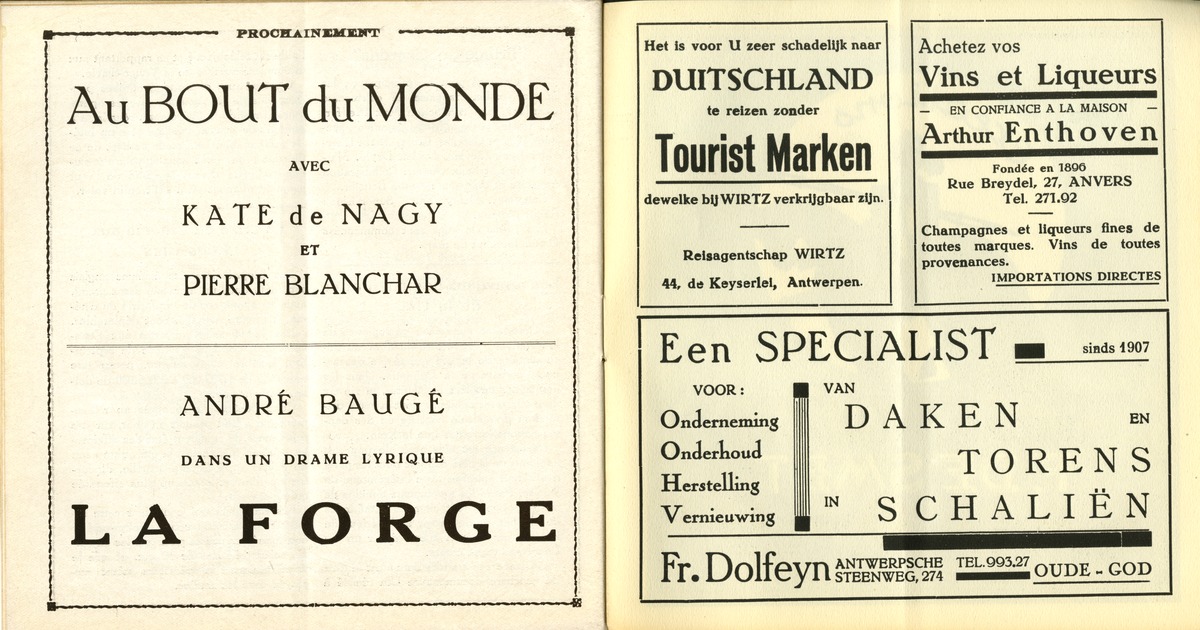 PROCHAINEMENT
Au BOUT du MONDE
AVEC
KATE de NAGY
ET
PIERRE BLANCHAR
ANDRÉ BAUGÉ
DANS UN DRAME LYRIQUE
LA FORGE
Het is voor U zeer schadelijk naar
DUITSCHLAND
te reizen zonder
Tourist Marken
dewelke bij WIRTZ verkrijgbaar zijn.
Reisagentschap WIRTZ
44, de Keyserlei, Antwerpen.
Achetez vos
Vins et Liqueurs
EN CONFIANCE A LA MAISON
Arthur Enthoven
Fondée en 1896
Rue Breydel, 27, ANVERS
Tel. 271.92
Champagnes et liqueurs fines de
toutes marques. Vins de toutes
provenances.
IMPORTATIONS DIRECTES
Een SPECIALIST sinds 1907
VOOR :
Onderneming
Onderhoud
Herstelling
Vernieuwing
VAN
DAKEN EN
TORENS
IN SCHALIËN
Fr. Dolfeyn ANTWERPSCHE STEENWEG, 274 TEL. 993.27 OUDE - GOD